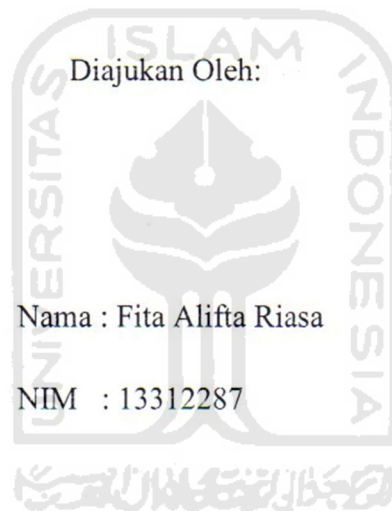 ISLAM
Diajukan Oleh:
UNIVERSITAS
INDONESIA
Nama : Fita Alifta Riasa
NIM : 13312287